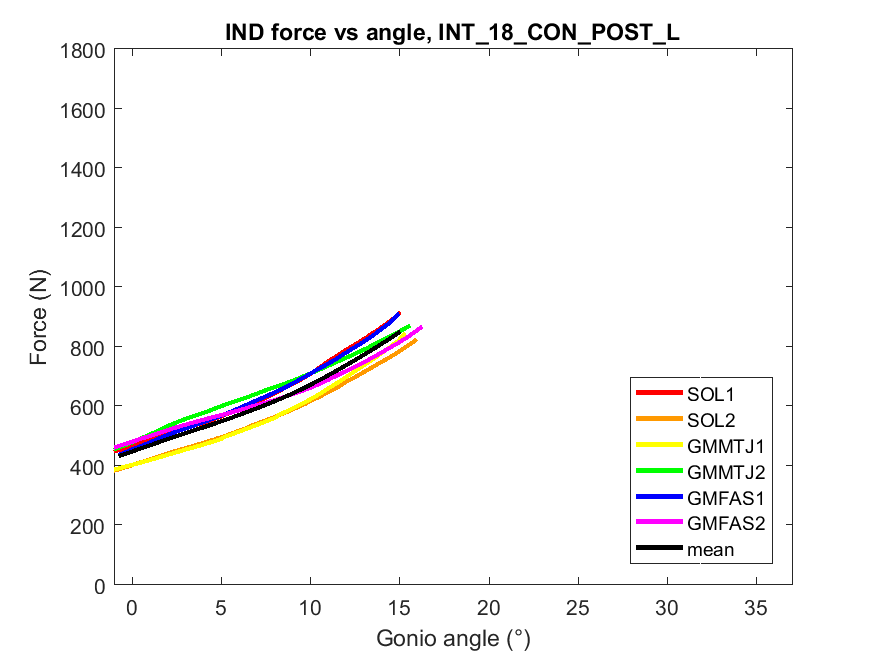 IND force vs angle, INT_18_CON_POST_L
1800
1600
1400
1200
1000
800
600
400
200
0
Force (N)
0 5 10 15 20 25 30 35
Gonio angle (°)
SOL1
SOL2
GMMTJ1
GMMTJ2
GMFAS1
GMFAS2
mean